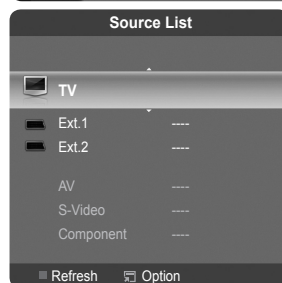 Source List
TV
Ext.1 ----
Ext.2 ----
AV ----
S-Video ----
Component ----
Refresh Option